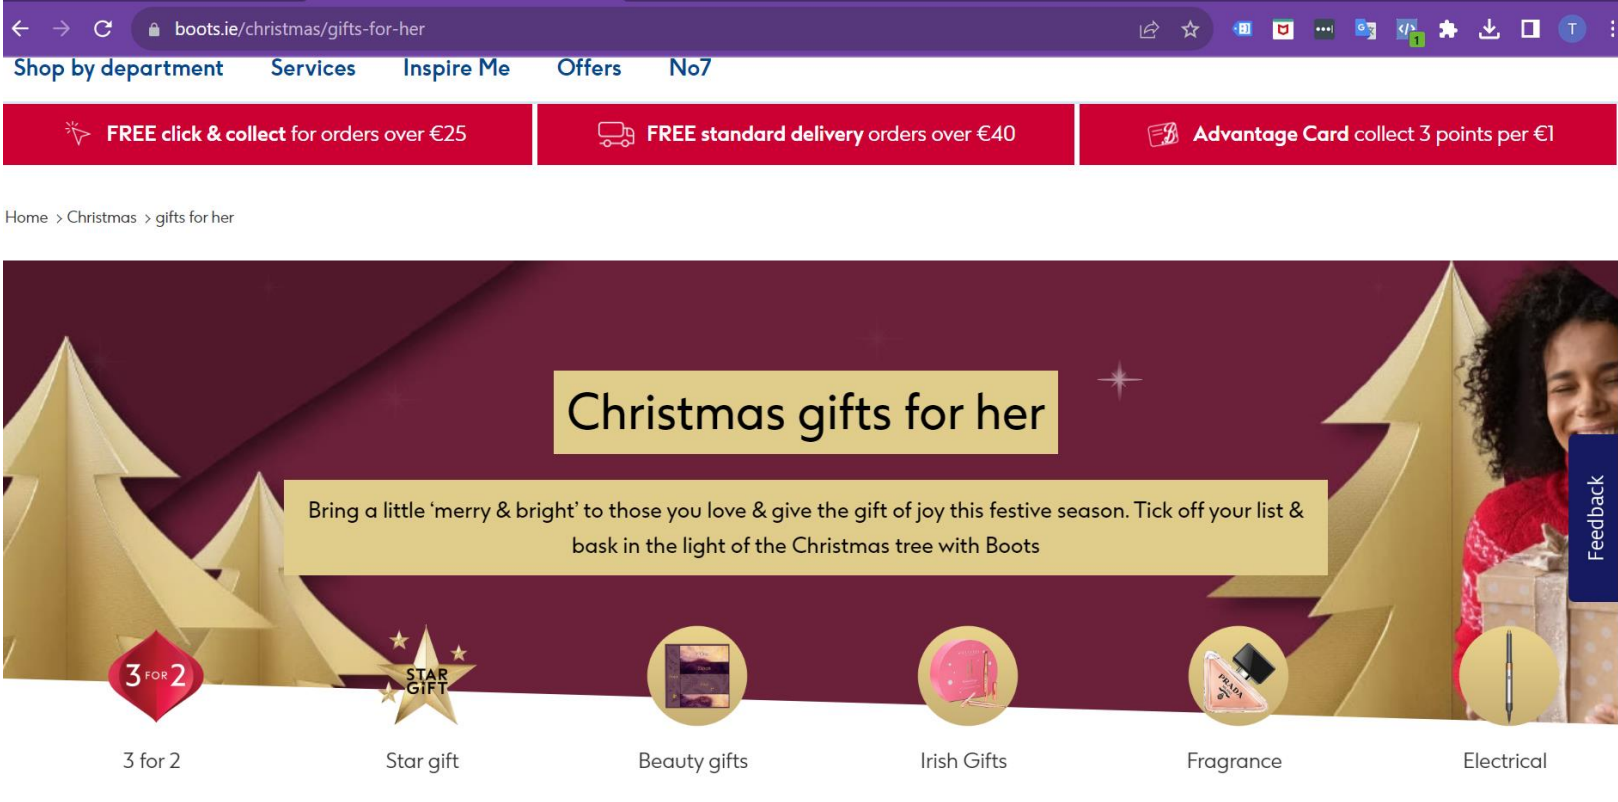 boots.ie/christmas/gifts-for-her
1
T
Shop by department Services Inspire Me Offers No7
FREE click & collect for orders over €25
FREE standard delivery orders over €40
Advantage Card collect 3 points per €1
Home > Christmas > gifts for her
Christmas gifts for her
Bring a little ‘merry & bright’ to those you love & give the gift of joy this festive season. Tick off your list &
bask in the light of the Christmas tree with Boots
Feedback
3 FOR 2
STAR
GIFT
PRADA
3 for 2
Star gift
Beauty gifts
Irish Gifts
Fragrance
Electrical